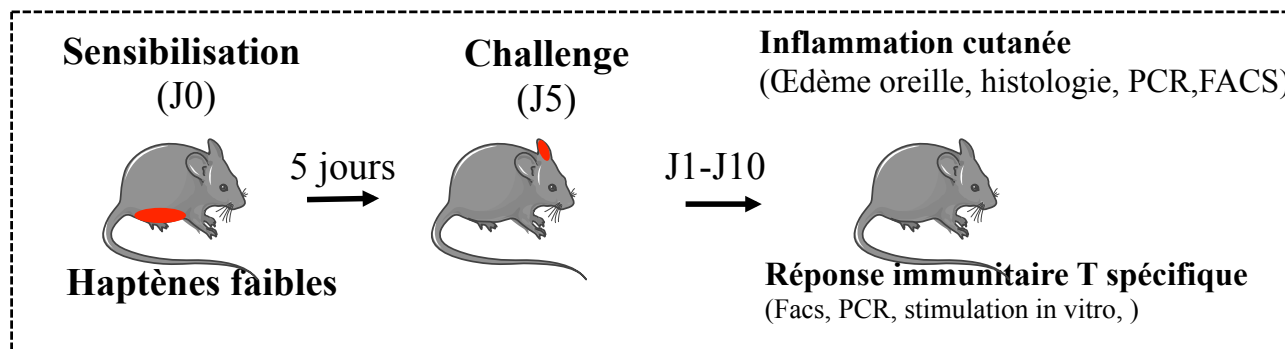 Sensibilisation
(J0)
5 jours
Haptènes faibles
Challenge
(J5)
J1-J10
Inflammation cutanée
(Œdème oreille, histologie, PCR,FACS)
Réponse immunitaire T spécifique
(Facs, PCR, stimulation in vitro, )